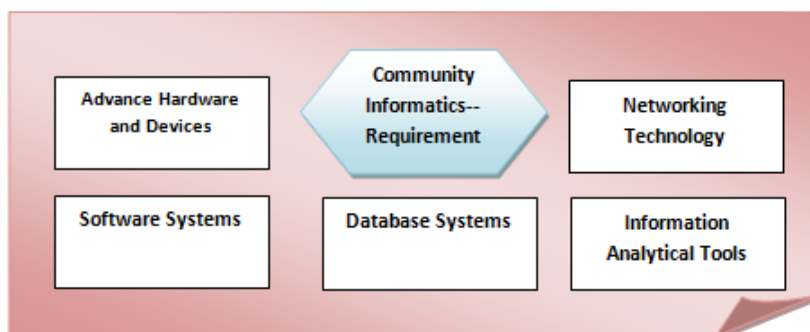 Advance Hardware
and Devices
Community
Informatics--
Requirement
Networking
Technology
Software Systems
Database Systems
Information
Analytical Tools